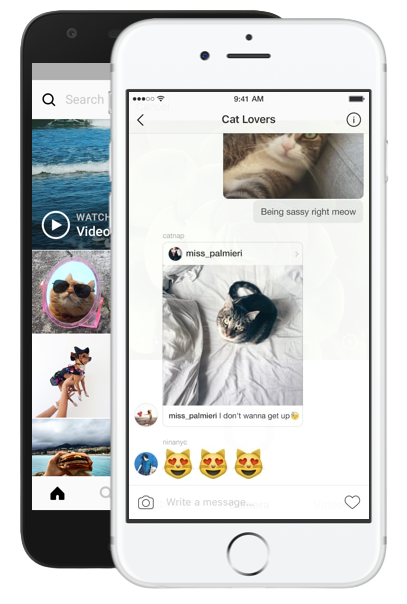 Search
WATCH
Video
9:41 AM
Cat Lovers
Being sassy right meow
catnap
miss_palmieri
miss_palmieri I don't wanna get up
ninanyc
Write a message...